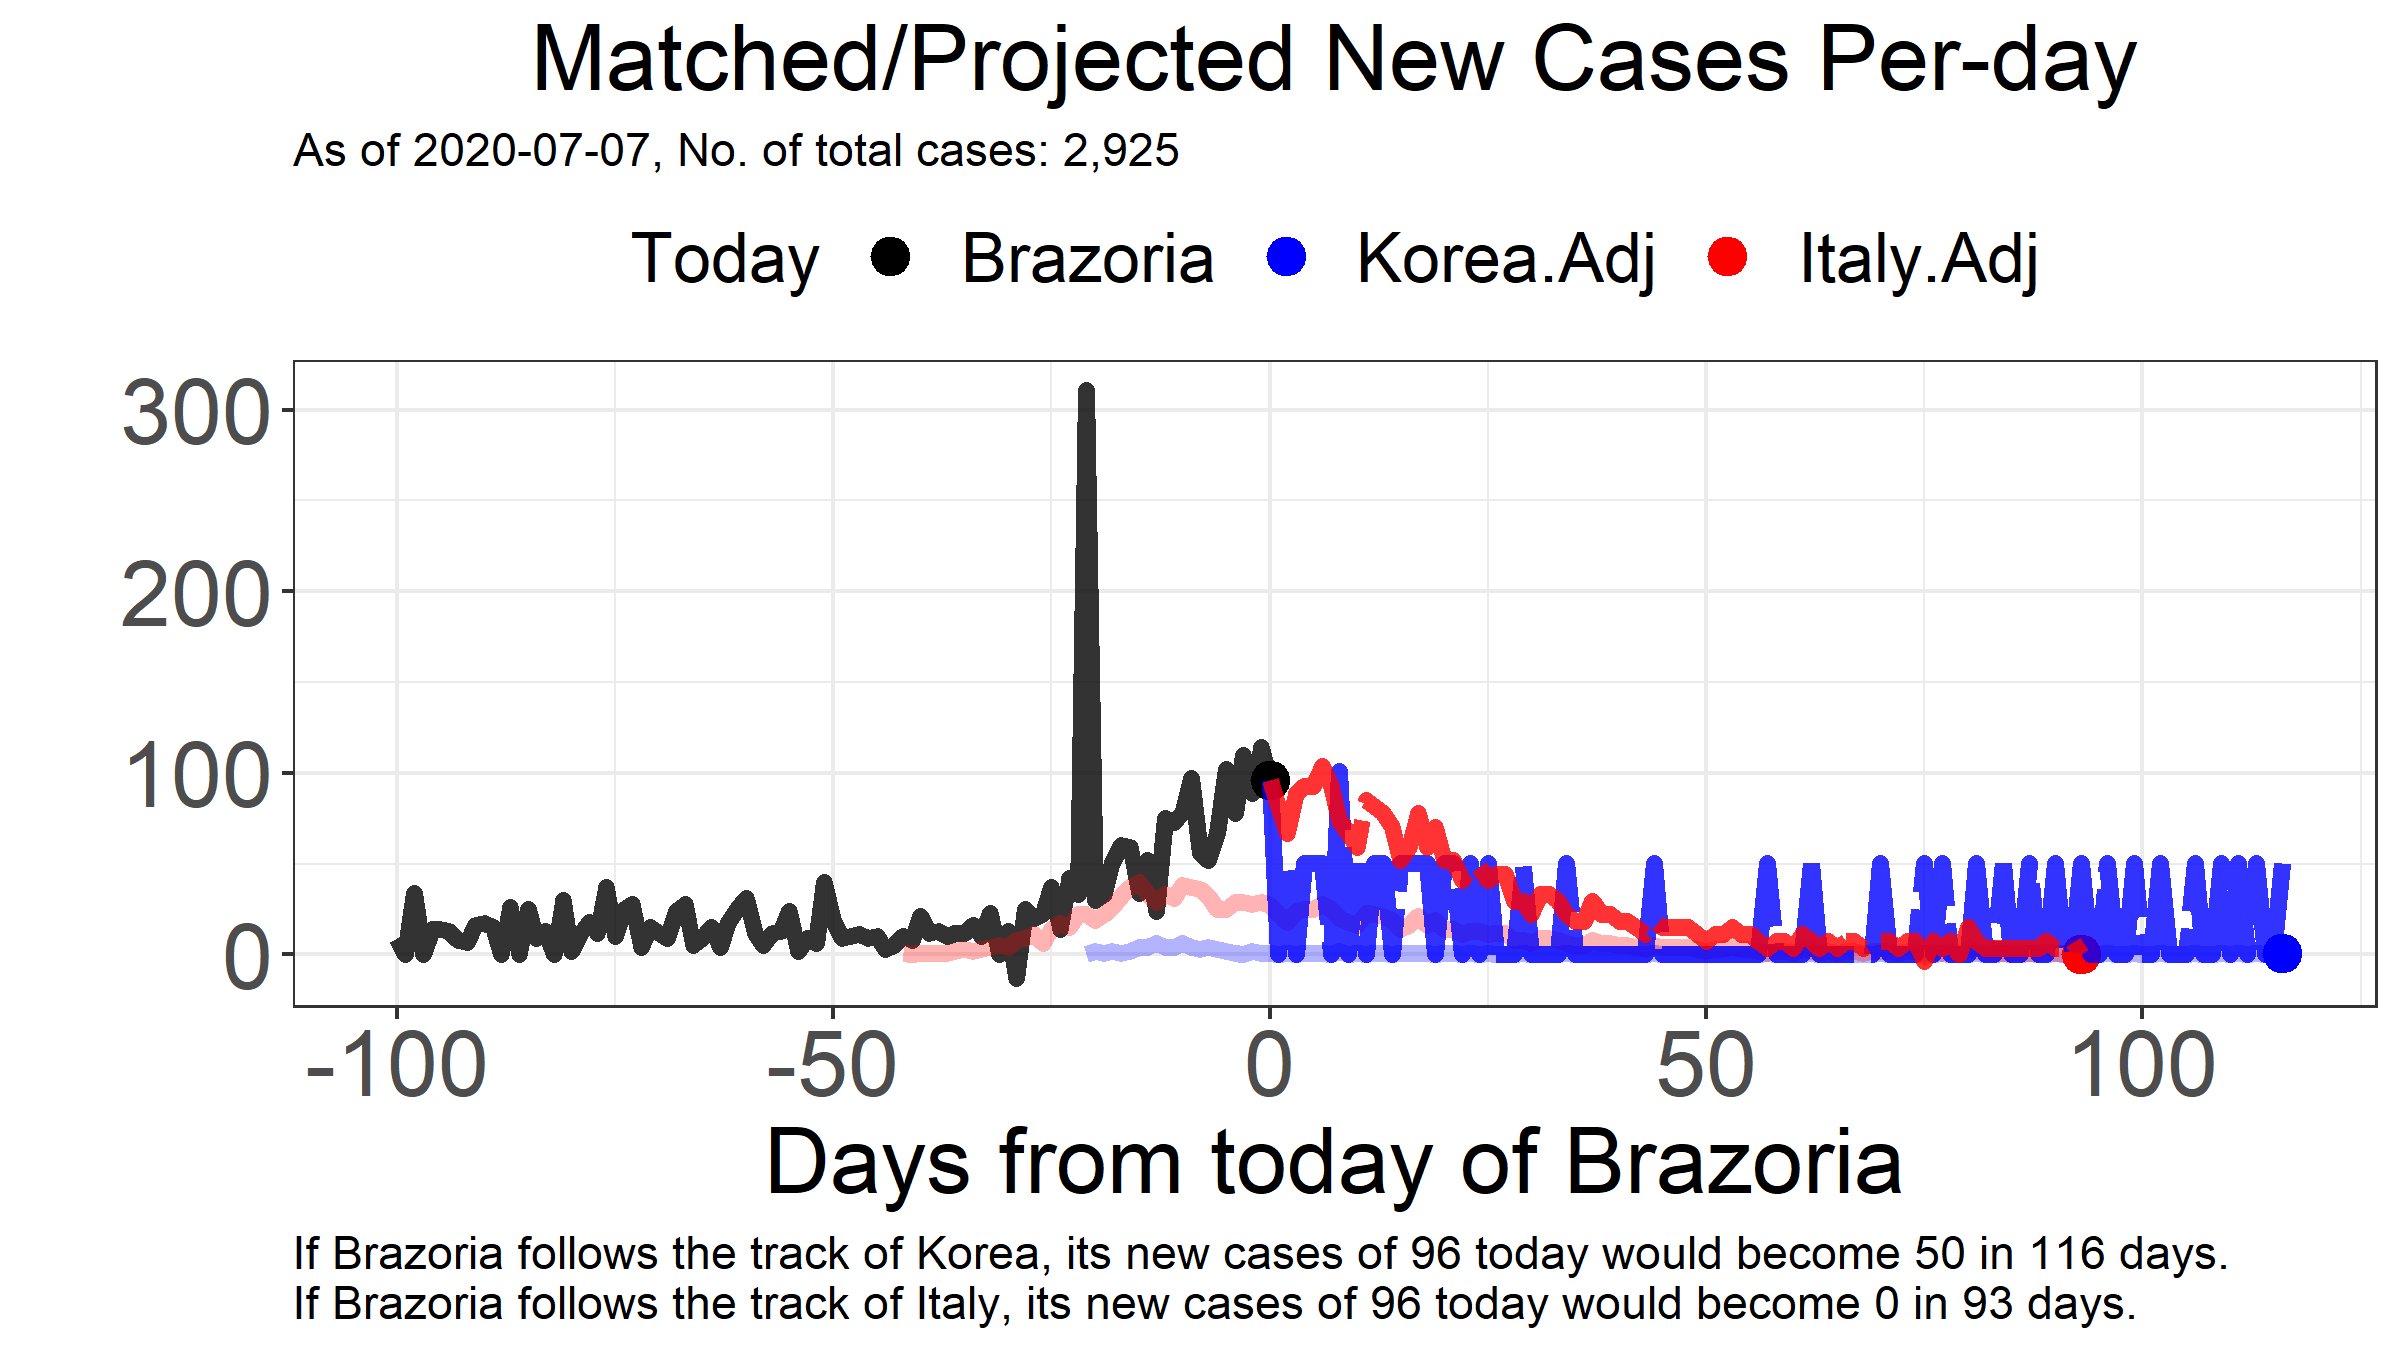 Matched/Projected New Cases Per-day
As of 2020-07-07, No. of total cases: 2,925
Today Brazoria Korea.Adj Italy.Adj
300
200
100
0
-100 -50 0 50 100
Days from today of Brazoria
If Brazoria follows the track of Korea, its new cases of 96 today would become 50 in 116 days.
If Brazoria follows the track of Italy, its new cases of 96 today would become 0 in 93 days.